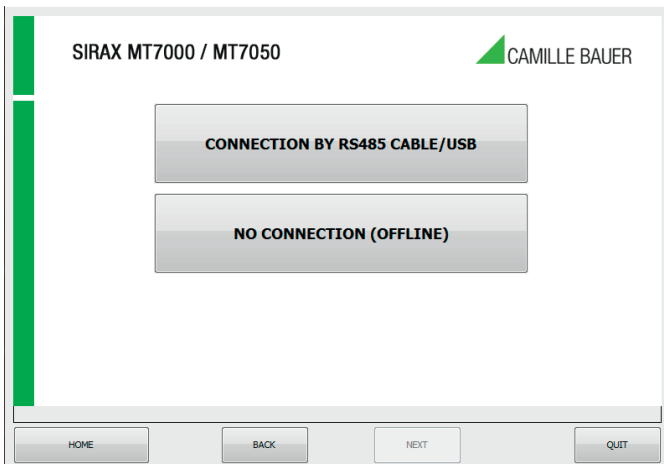 SIRAX MT7000 / MT7050
CAMILLE BAUER
CONNECTION BY RS485 CABLE/USB
NO CONNECTION (OFFLINE)
HOME
BACK
NEXT
QUIT